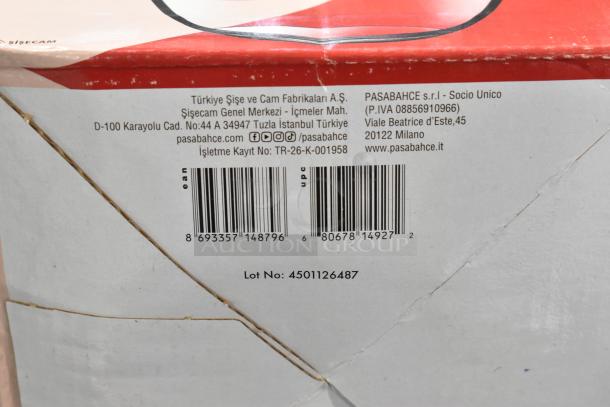 ŞİŞECAM
Türkiye Şişe ve Cam Fabrikaları A.Ş.
Şişecam Genel Merkezi - İçmeler Mah.
D-100 Karayolu Cad. No:44 A 34947 Tuzla İstanbul Türkiye
pasabahce.com /pasabahce
İşletme Kayıt No: TR-26-K-001958
PASABAHCE s.r.l - Socio Unico
(P.IVA 08856910966)
Viale Beatrice d'Este,45
20122 Milano
www.pasabahce.it
ean
8 693357 148796
upc
6 80678 14927 2
AUCTION GROUP
Lot No: 4501126487